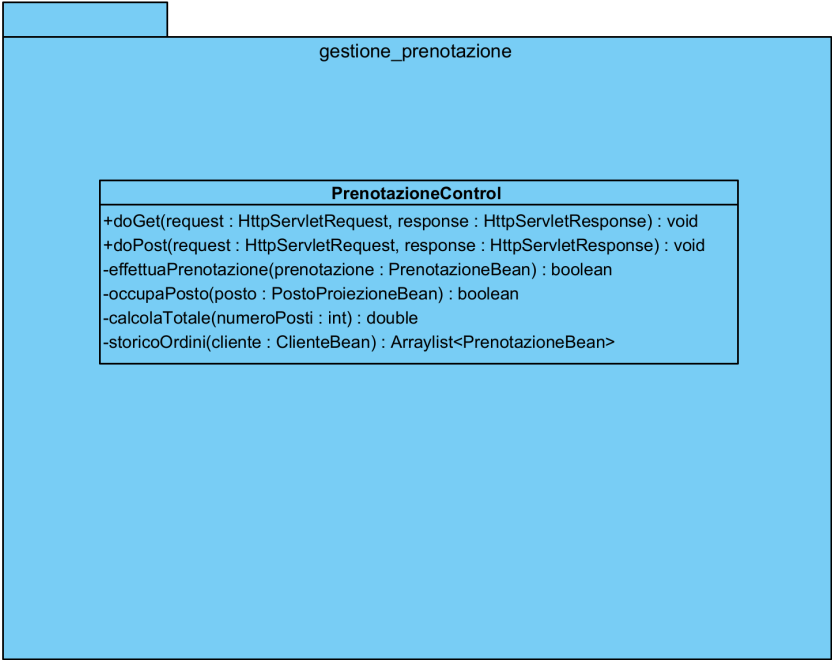 gestione_prenotazione
PrenotazioneControl
+doGet(request : HttpServletRequest, response : HttpServletResponse) : void
+doPost(request : HttpServletRequest, response : HttpServletResponse) : void
-effettuaPrenotazione(prenotazione : PrenotazioneBean) : boolean
-occupaPosto(posto : PostoProiezioneBean) : boolean
-calcolaTotale(numeroPosti : int) : double
-storicoOrdini(cliente : ClienteBean) : Arraylist<PrenotazioneBean>